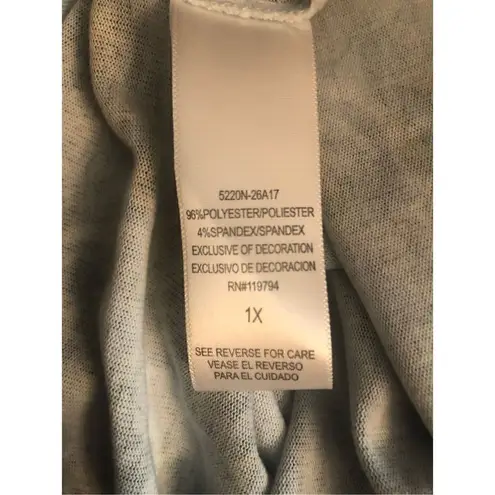 5220N-26A17
96%POLYESTER/POLIESTER
4%SPANDEX/SPANDEX
EXCLUSIVE OF DECORATION
EXCLUSIVO DE DECORACION
RN#119794
1X
SEE REVERSE FOR CARE
VEASE EL REVERSO
PARA EL CUIDADO